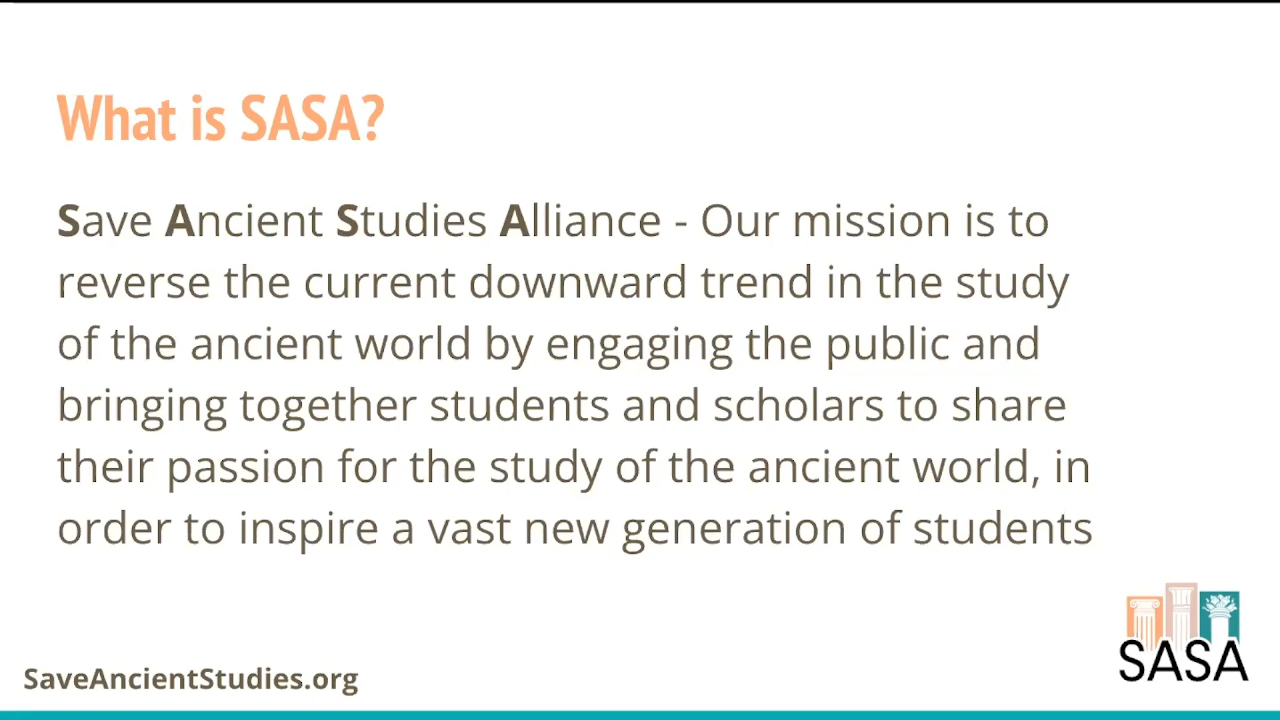 What is SASA?
Save Ancient Studies Alliance - Our mission is to
reverse the current downward trend in the study
of the ancient world by engaging the public and
bringing together students and scholars to share
their passion for the study of the ancient world, in
order to inspire a vast new generation of students
SASA
SaveAncientStudies.org